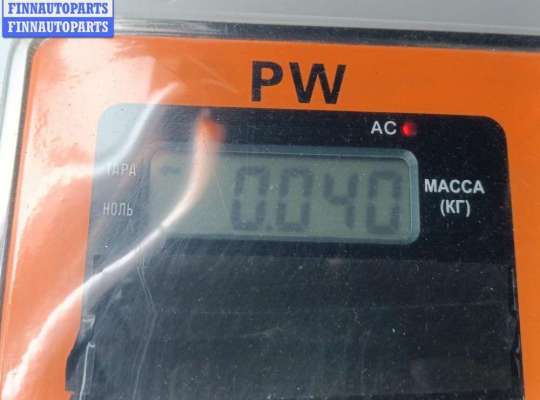 FINNAUTOPARTS
FINNAUTOPARTS
PW
AC
ТАРА
0.040
МАССА
(КГ)
НОЛЬ